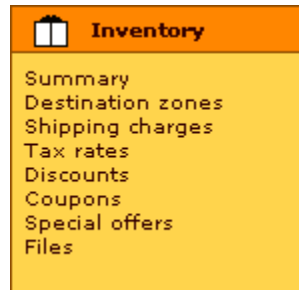 Inventory
Summary
Destination zones
Shipping charges
Tax rates
Discounts
Coupons
Special offers
Files